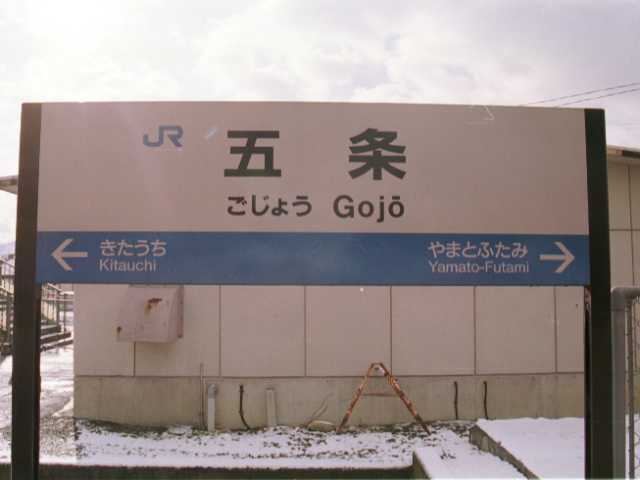 JR 五条
ごじょう Gojō
← きたうち やまとふたみ →
Kitauchi Yamato-Futami